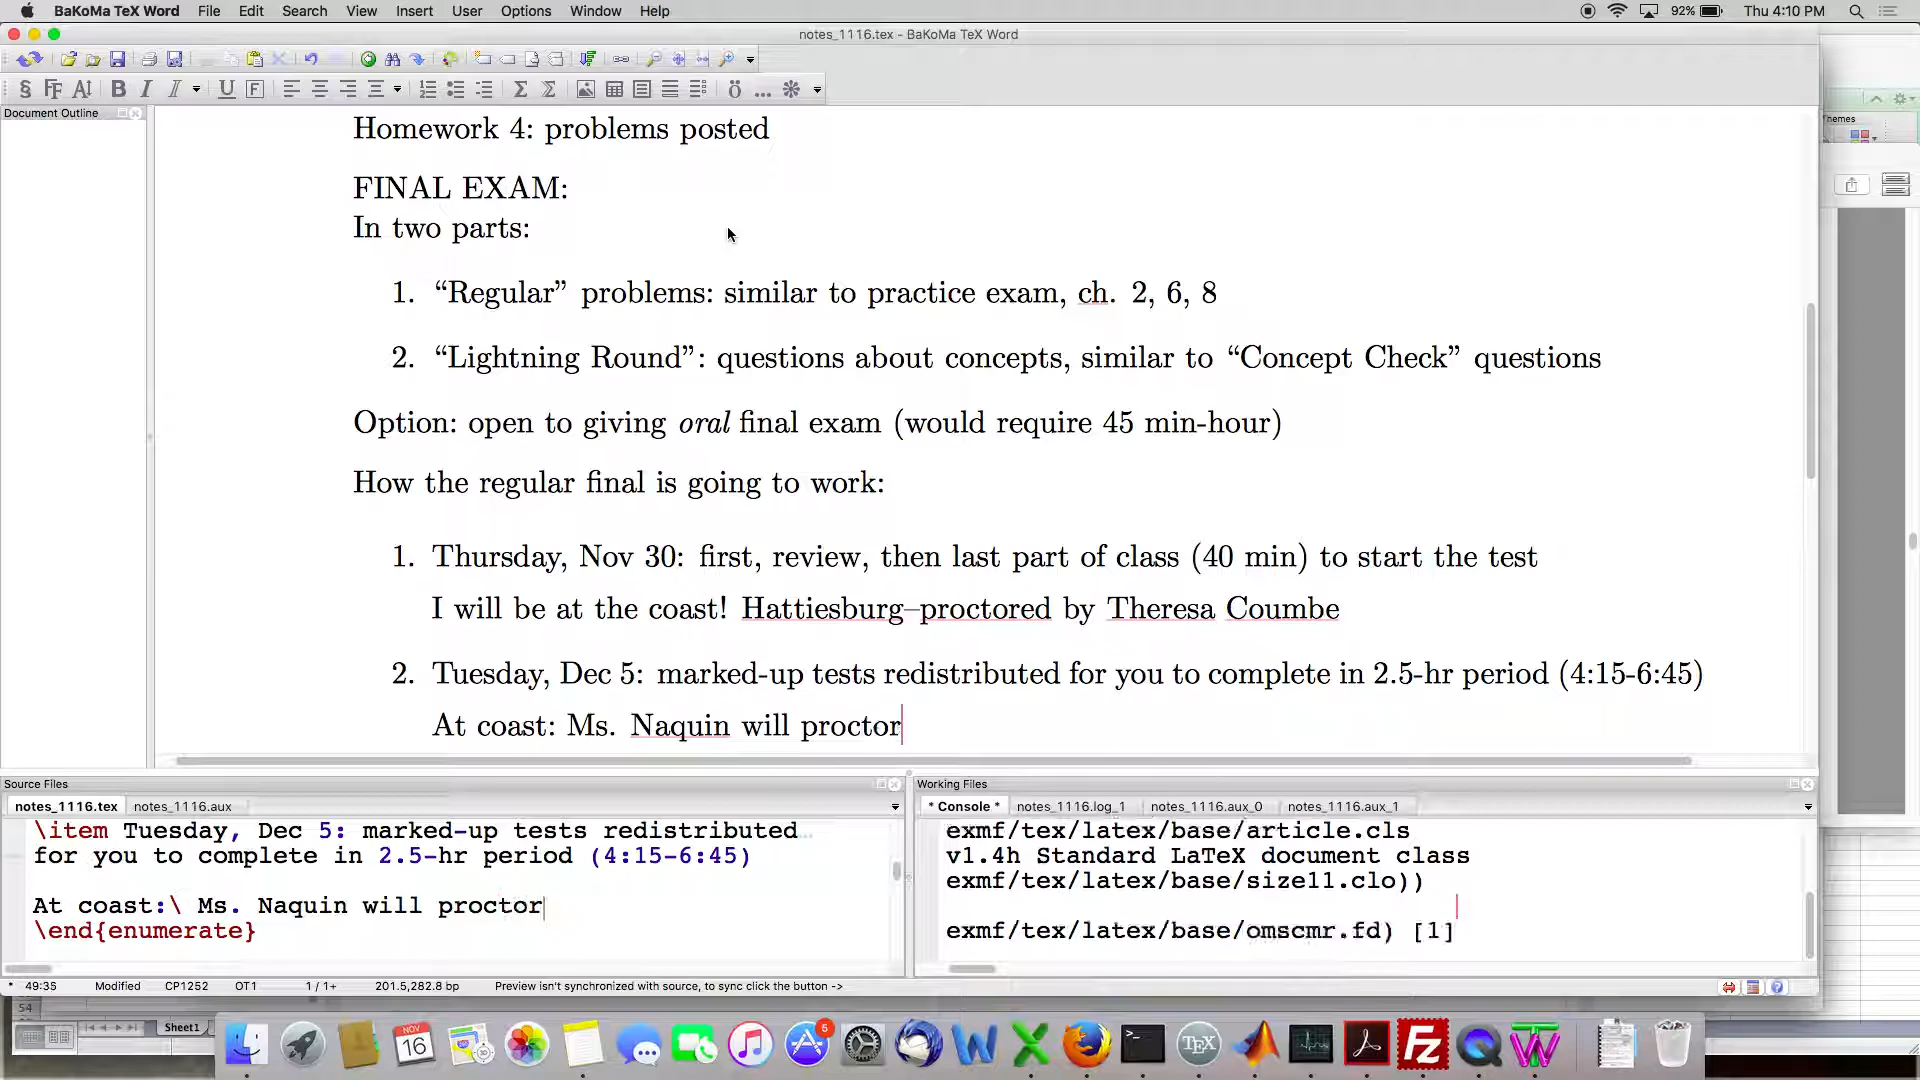 BaKoMa TeX Word File Edit Search View Insert User Options Window Help 92% Thu 4:10 PM
notes_1116.tex - BaKoMa TeX Word
Document Outline
Homework 4: problems posted
FINAL EXAM:
In two parts:
1. “Regular” problems: similar to practice exam, ch. 2, 6, 8
2. “Lightning Round”: questions about concepts, similar to “Concept Check” questions
Option: open to giving oral final exam (would require 45 min-hour)
How the regular final is going to work:
1. Thursday, Nov 30: first, review, then last part of class (40 min) to start the test
I will be at the coast! Hattiesburg–proctored by Theresa Coumbe
2. Tuesday, Dec 5: marked-up tests redistributed for you to complete in 2.5-hr period (4:15-6:45)
At coast: Ms. Naquin will proctor
hemes
Source Files
notes_1116.tex notes_1116.aux
\item Tuesday, Dec 5: marked-up tests redistributed
for you to complete in 2.5-hr period (4:15-6:45)
At coast:\ Ms. Naquin will proctor
\end{enumerate}
Working Files
* Console * notes_1116.log_1 notes_1116.aux_0 notes_1116.aux_1
exmf/tex/latex/base/article.cls
v1.4h Standard LaTeX document class
exmf/tex/latex/base/size11.clo))
exmf/tex/latex/base/omscmr.fd) [1]
* 49:35 Modified CP1252 OT1 1 / 1+ 201.5,282.8 bp Preview isn't synchronized with source, to sync click the button ->
54
Sheet1
NOV
16
5
TEX